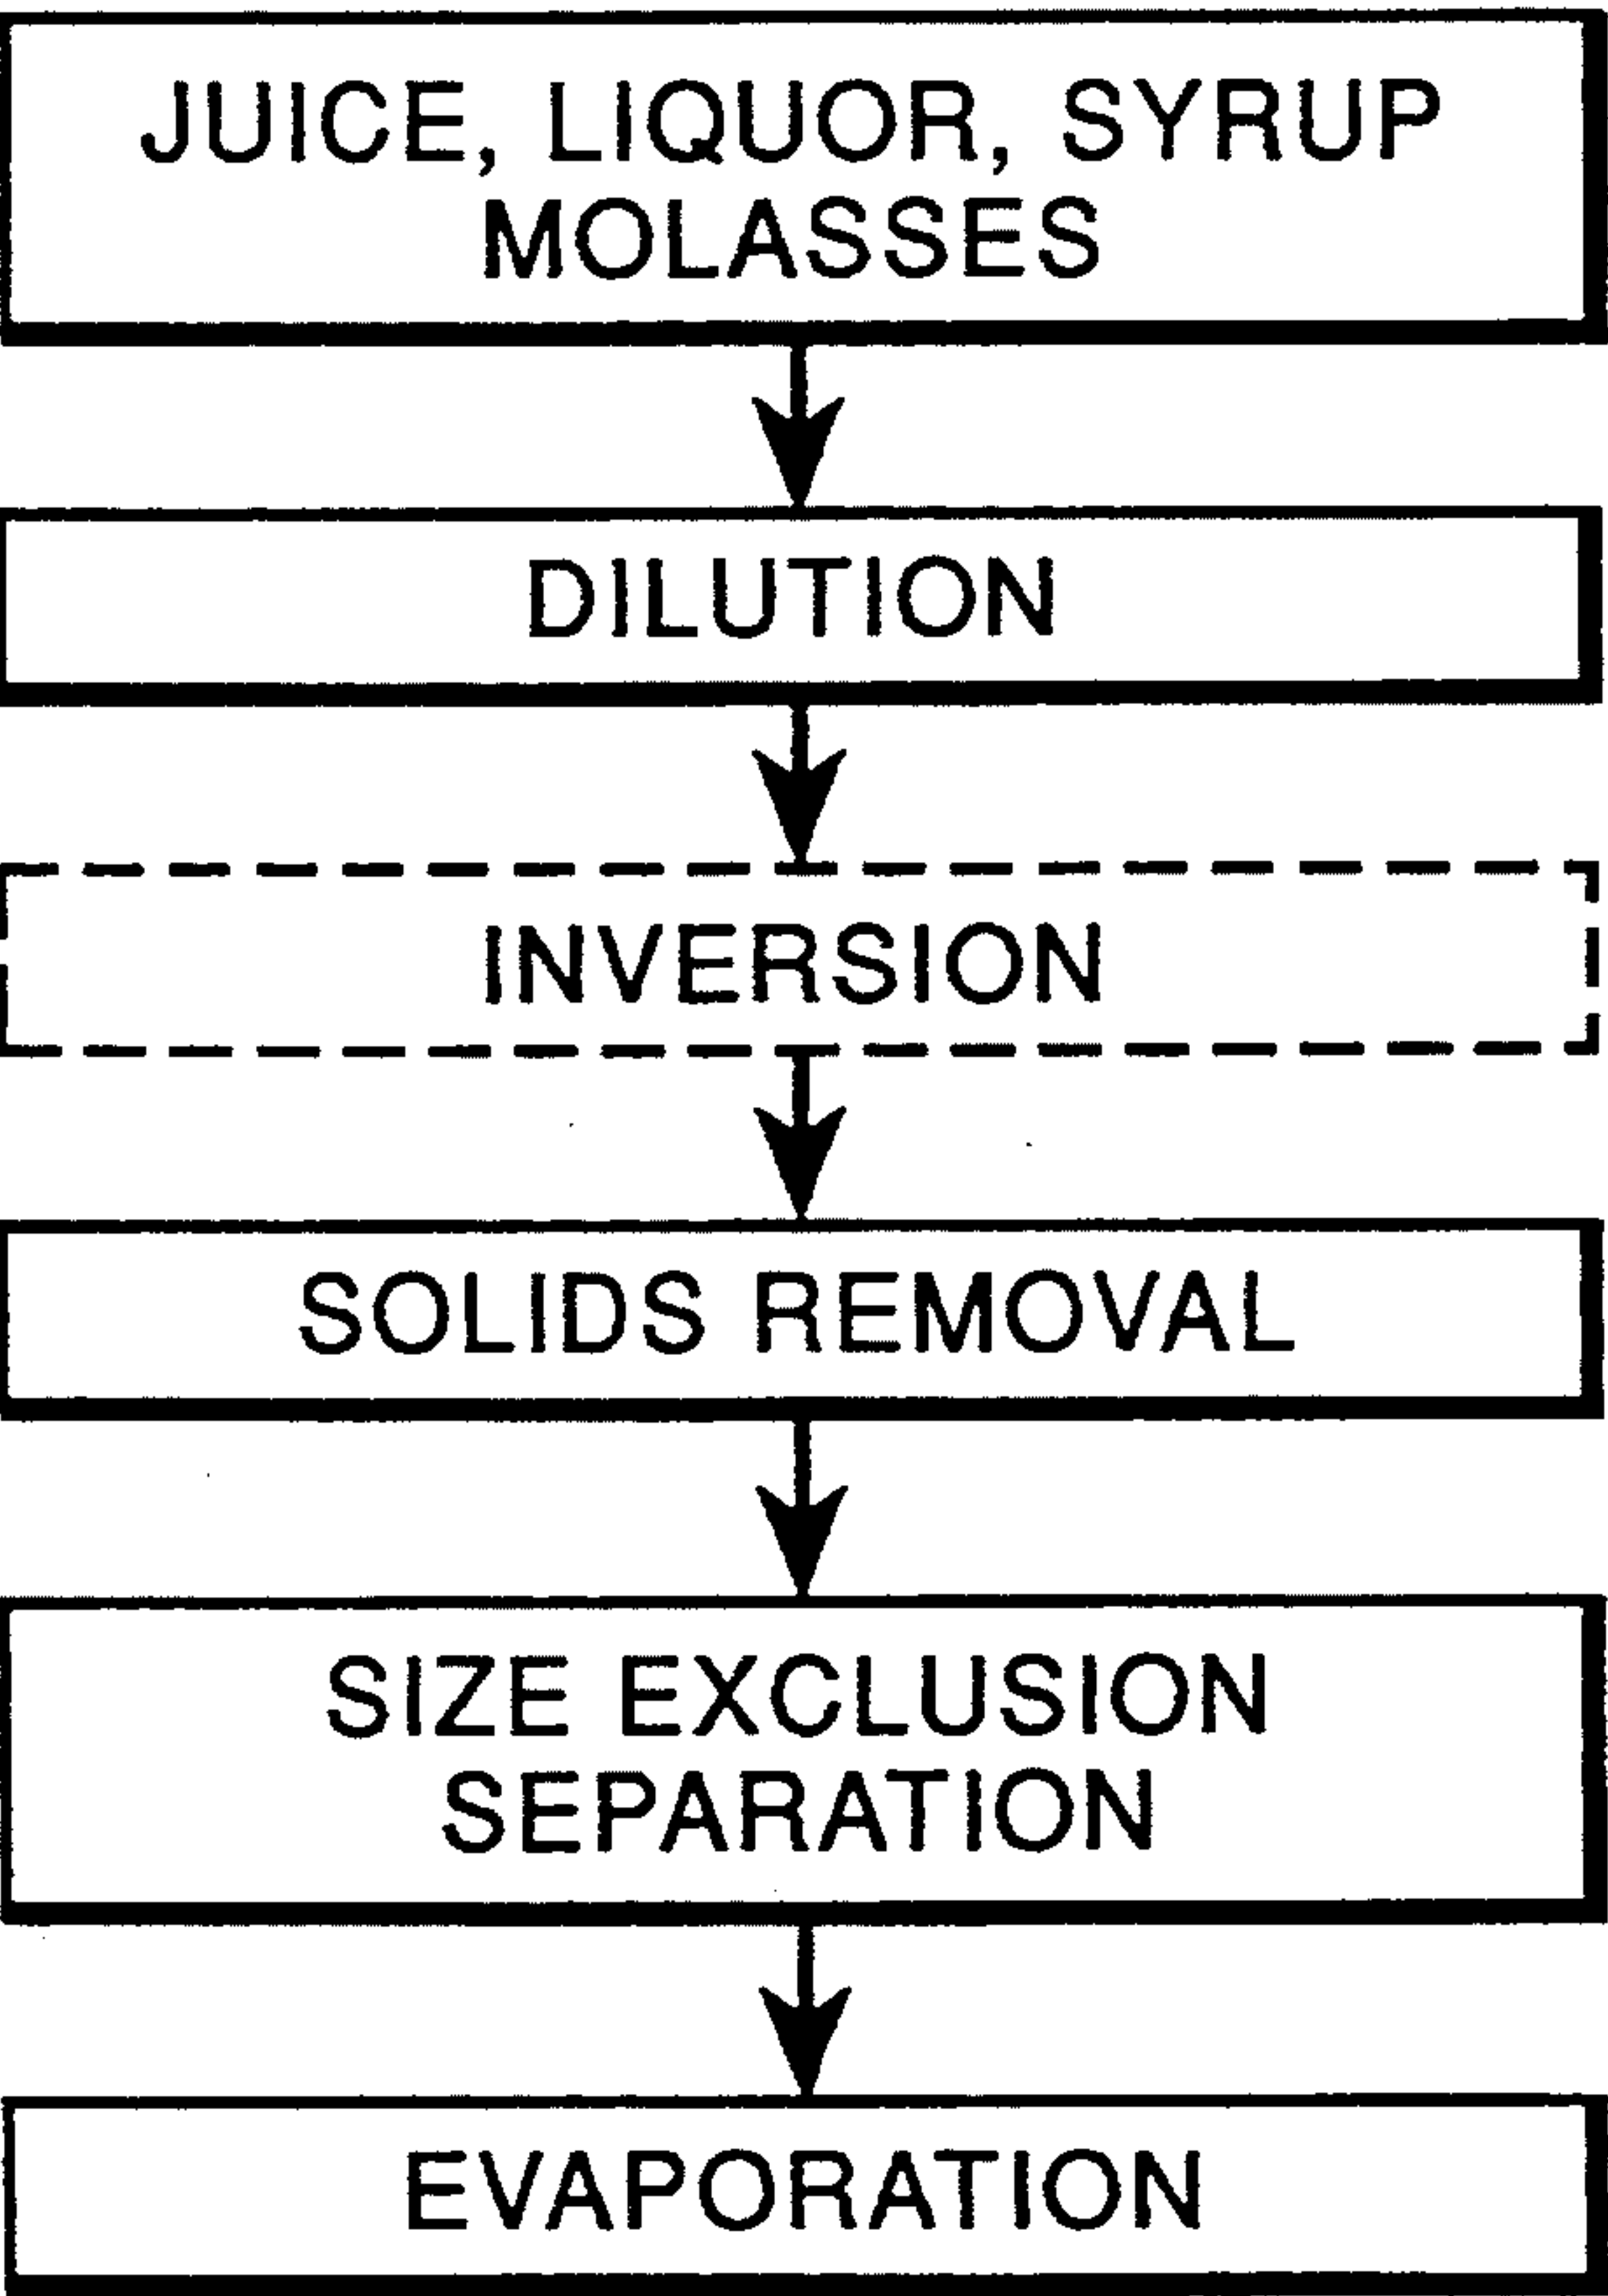 JUICE, LIQUOR, SYRUP
MOLASSES
DILUTION
INVERSION
SOLIDS REMOVAL
SIZE EXCLUSION
SEPARATION
EVAPORATION